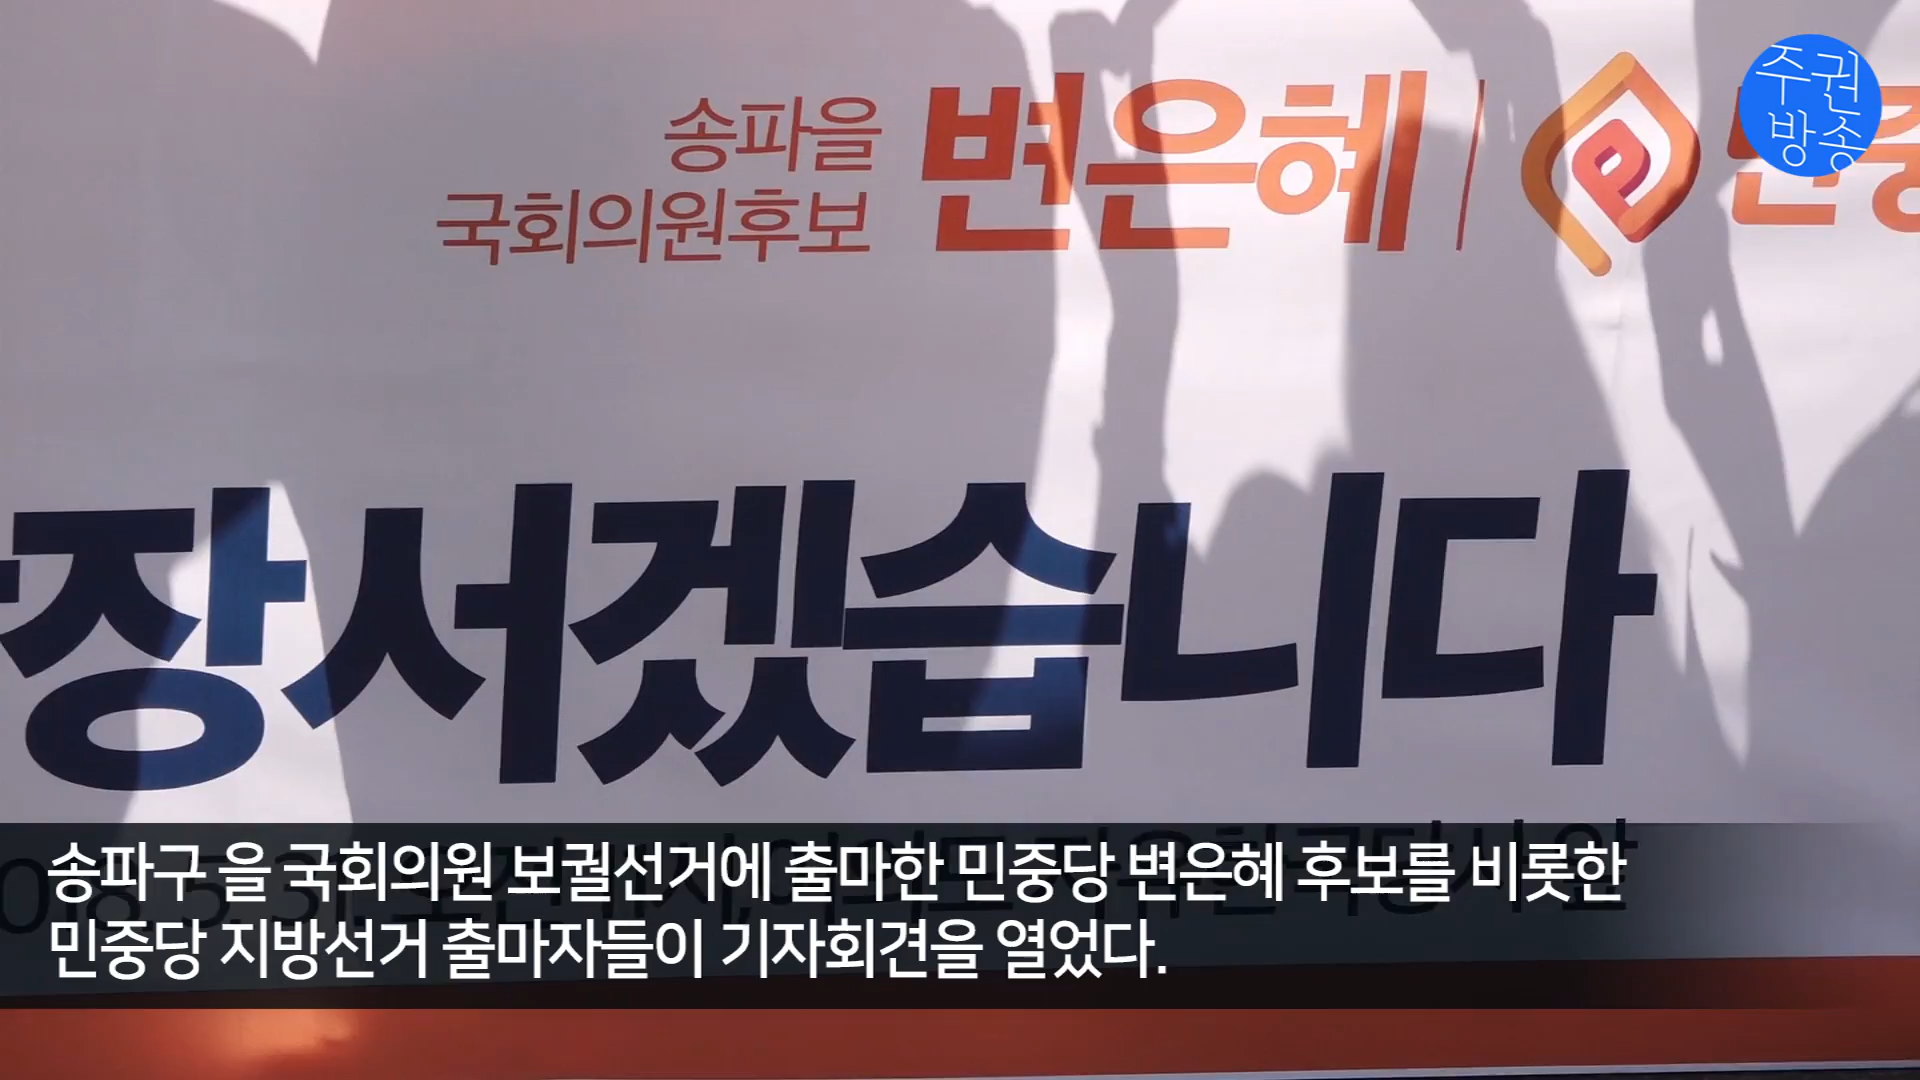 주권
방송
송파을
국회의원후보
변은혜
장서겠습니다
송파구 을 국회의원 보궐선거에 출마한 민중당 변은혜 후보를 비롯한
민중당 지방선거 출마자들이 기자회견을 열었다.